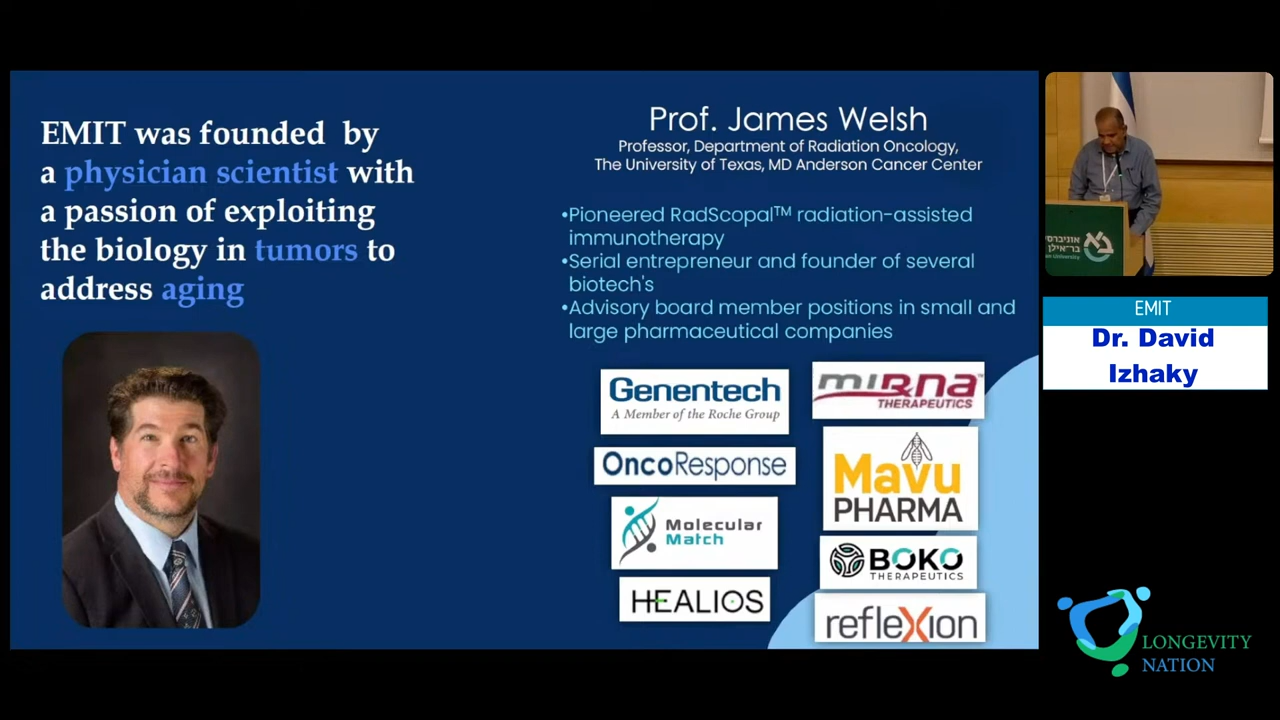 EMIT was founded by
a physician scientist with
a passion of exploiting
the biology in tumors to
address aging
Prof. James Welsh
Professor, Department of Radiation Oncology,
The University of Texas, MD Anderson Cancer Center
•Pioneered RadScopal™ radiation-assisted
immunotherapy
•Serial entrepreneur and founder of several
biotech's
•Advisory board member positions in small and
large pharmaceutical companies
Genentech
A Member of the Roche Group
miRna
THERAPEUTICS
OncoResponse
Mavu
PHARMA
Molecular
Match
BOKO
THERAPEUTICS
HEALIOS
refleXion
EMIT
Dr. David
Izhaky
LONGEVITY
NATION